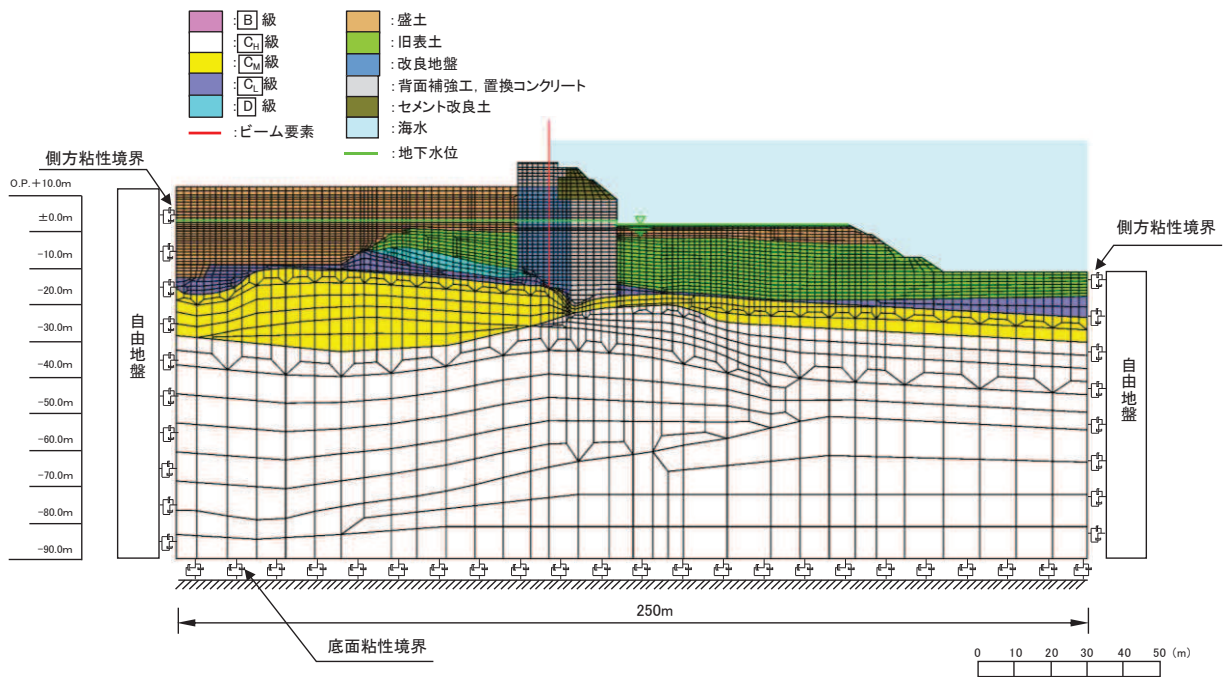 :B 級
:CH 級
:CM 級
:CL 級
:D 級
:ビーム要素
:盛土
:旧表土
:改良地盤
:背面補強工，置換コンクリート
:セメント改良土
:海水
:地下水位
側方粘性境界
側方粘性境界
O.P.+10.0m
±0.0m
-10.0m
-20.0m
-30.0m
-40.0m
-50.0m
-60.0m
-70.0m
-80.0m
-90.0m
自由地盤
自由地盤
250m
底面粘性境界
0 10 20 30 40 50 (m)